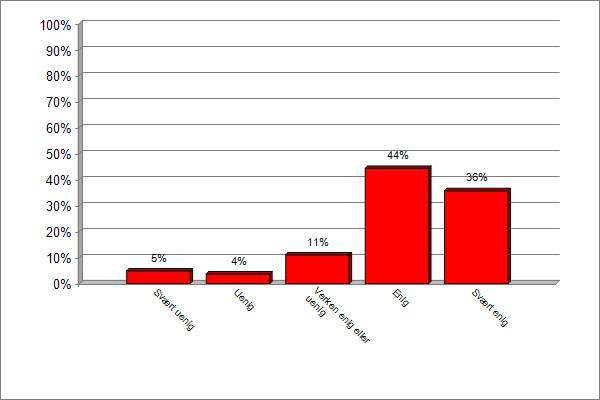 100%
90%
80%
70%
60%
50%
40%
30%
20%
10%
0%
5%
4%
11%
44%
36%
Svært uenig
Uenig
Verken enig eller
uenig
Enig
Svært enig